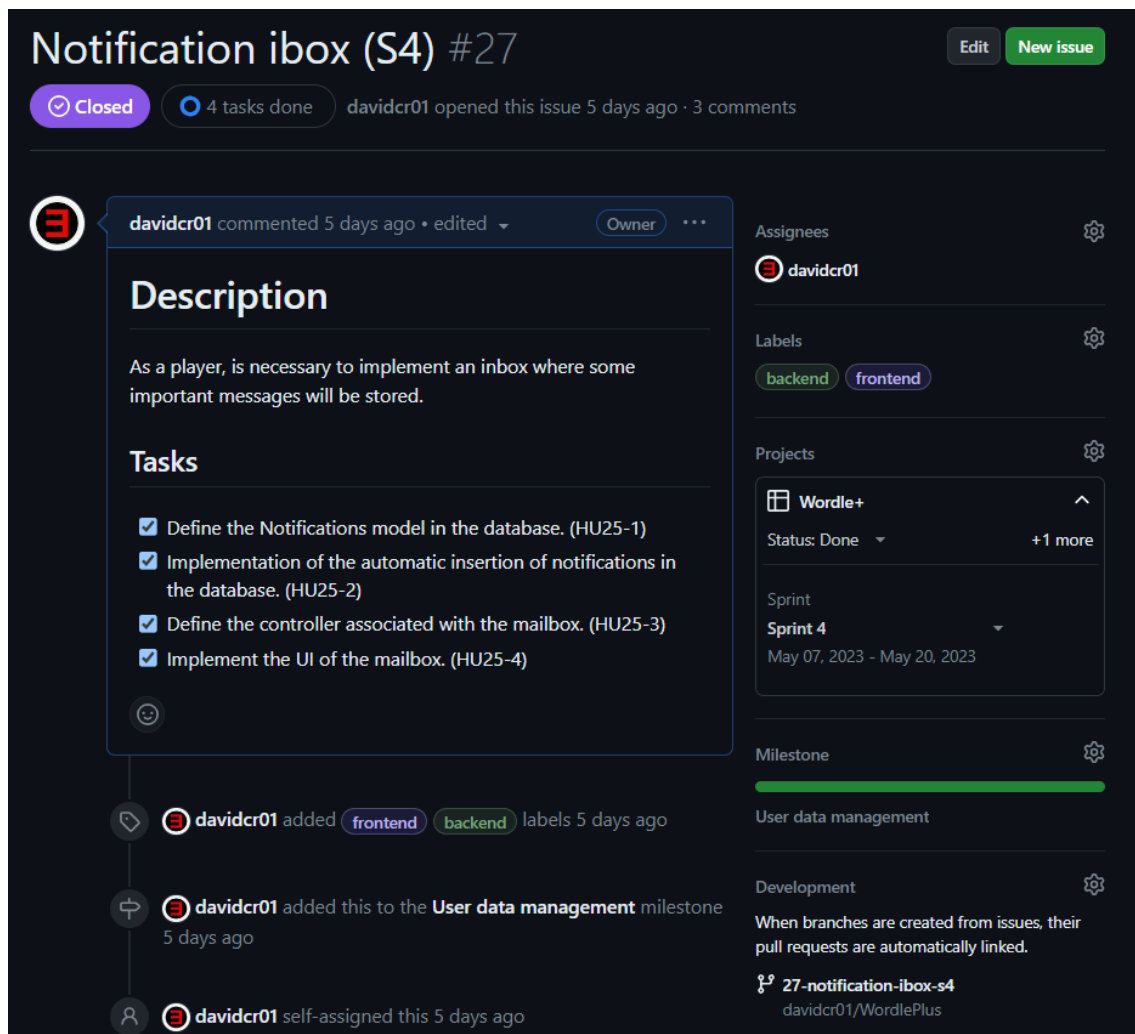 Notification ibox (S4) #27
Edit
New issue
Closed
4 tasks done
davidcr01 opened this issue 5 days ago · 3 comments
davidcr01 commented 5 days ago • edited
Owner
Description
As a player, is necessary to implement an inbox where some
important messages will be stored.
Tasks
Define the Notifications model in the database. (HU25-1)
Implementation of the automatic insertion of notifications in
the database. (HU25-2)
Define the controller associated with the mailbox. (HU25-3)
Implement the UI of the mailbox. (HU25-4)
davidcr01 added frontend backend labels 5 days ago
davidcr01 added this to the User data management milestone
5 days ago
davidcr01 self-assigned this 5 days ago
Assignees
davidcr01
Labels
backend frontend
Projects
Wordle+
Status: Done +1 more
Sprint
Sprint 4
May 07, 2023 - May 20, 2023
Milestone
User data management
Development
When branches are created from issues, their
pull requests are automatically linked.
27-notification-ibox-s4
davidcr01/WordlePlus